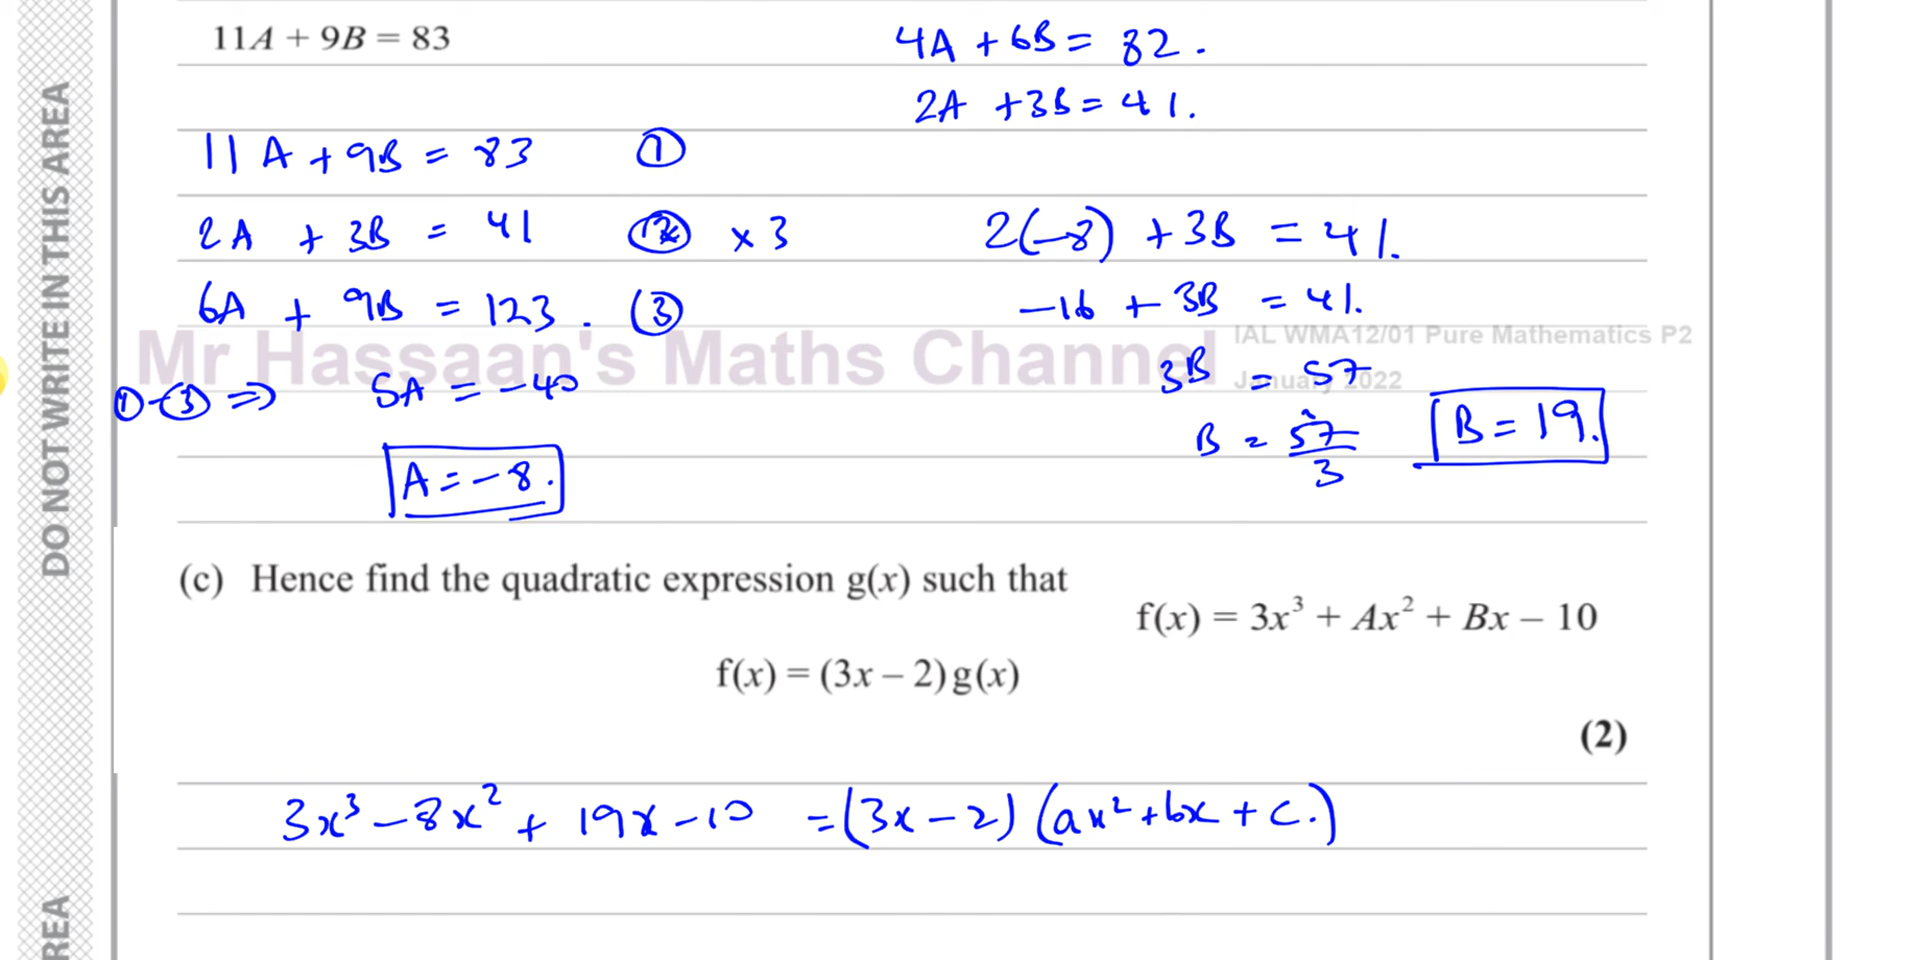 DO NOT WRITE IN THIS AREA
11A + 9B = 83
4A + 6B = 82.
2A + 3B = 41.
11A + 9B = 83 ①
2A + 3B = 41 ② × 3
6A + 9B = 123. ③
2(-8) + 3B = 41.
-16 + 3B = 41.
Mr Hassaan's Maths Channel
IAL WMA12/01 Pure Mathematics P2
January 2022
① - ③ ⇒ 5A = -40
3B = 57
A = -8.
B = 57/3
B = 19.
(c) Hence find the quadratic expression g(x) such that
f(x) = 3x³ + Ax² + Bx – 10
f(x) = (3x – 2)g(x)
(2)
3x³ - 8x² + 19x - 10 = (3x - 2)(ax² + bx + c.)
REA